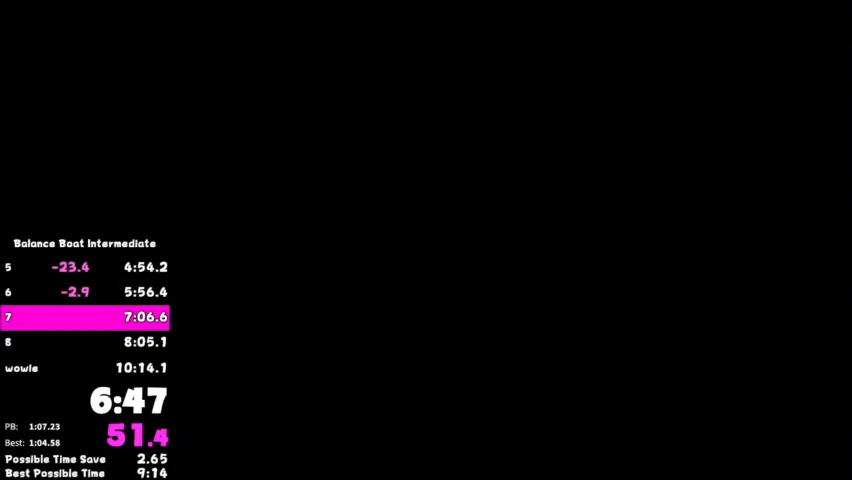 Balance Boat Intermediate
5 -23.4 4:54.2
6 -2.9 5:56.4
7 7:06.6
8 8:05.1
wowie 10:14.1
6:47
PB: 1:07.23
51.4
Best: 1:04.58
Possible Time Save 2.65
Best Possible Time 9:14